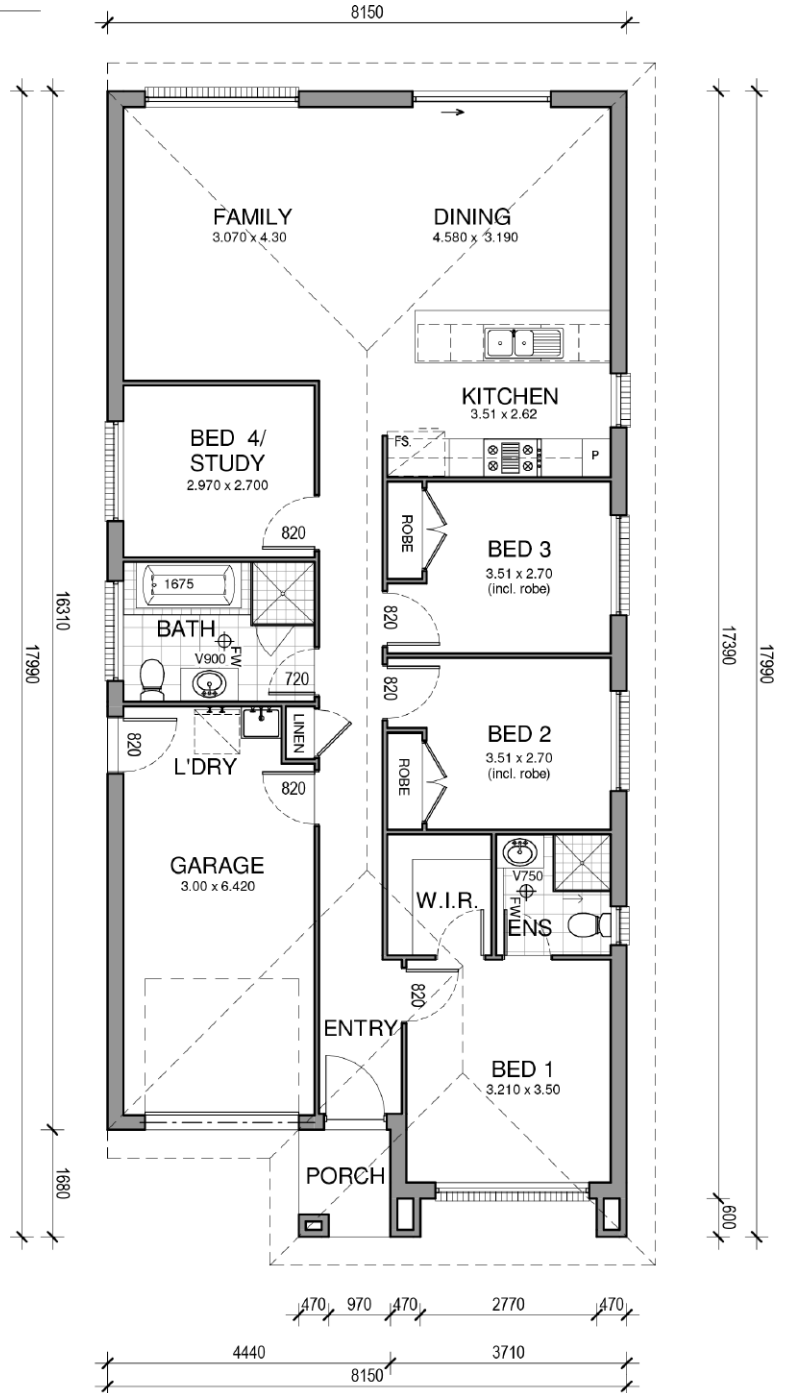 8150
FAMILY
3.070 x 4.30
DINING
4.580 x 3.190
KITCHEN
3.51 x 2.62
FS.
P
BED 4/
STUDY
2.970 x 2.700
820
ROBE
BED 3
3.51 x 2.70
(incl. robe)
820
1675
BATH
FW
V900
720
820
BED 2
3.51 x 2.70
(incl. robe)
ROBE
LINEN
820
L'DRY
820
GARAGE
3.00 x 6.420
W.I.R.
V750
FW
ENS
820
ENTRY
BED 1
3.210 x 3.50
PORCH
17990
16310
1680
17390
17990
600
470
970
470
2770
470
4440
3710
8150